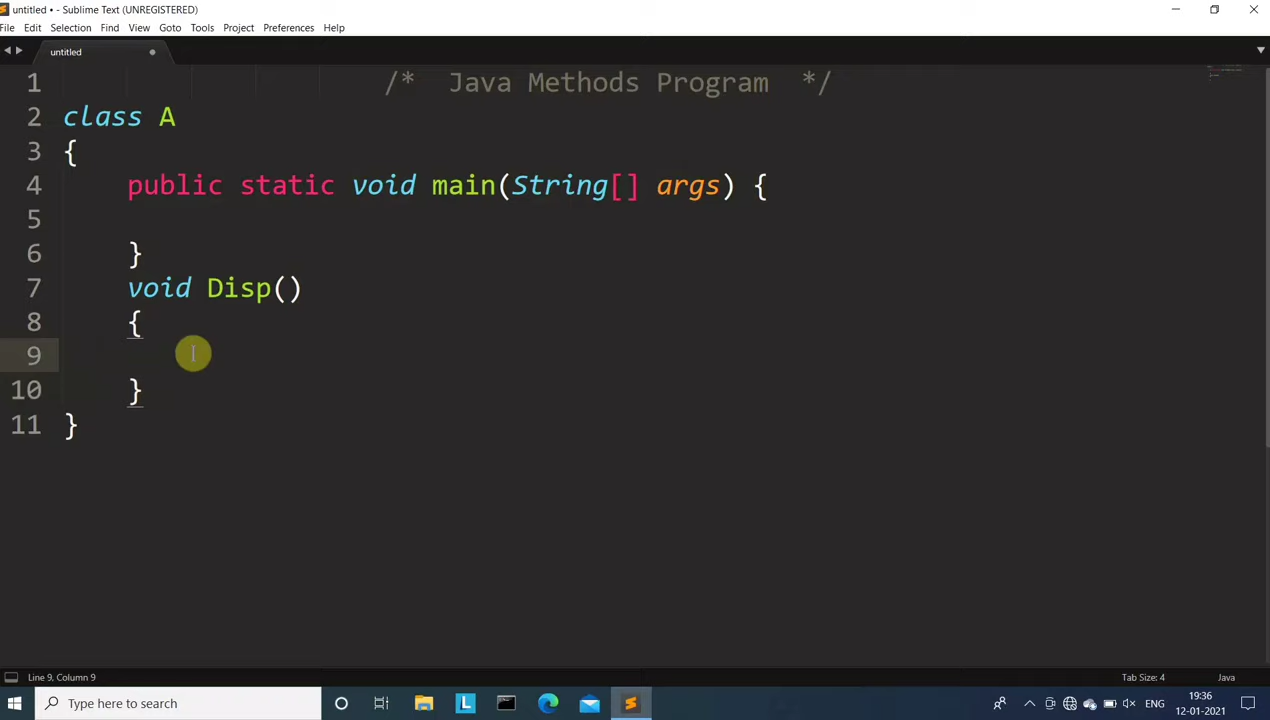 untitled • - Sublime Text (UNREGISTERED)
File Edit Selection Find View Goto Tools Project Preferences Help
untitled
1 /* Java Methods Program */
2 class A
3 {
4 public static void main(String[] args) {
5
6 }
7 void Disp()
8 {
9
10 }
11 }
Line 9, Column 9 Tab Size: 4 Java
Type here to search L ENG 19:36
12-01-2021